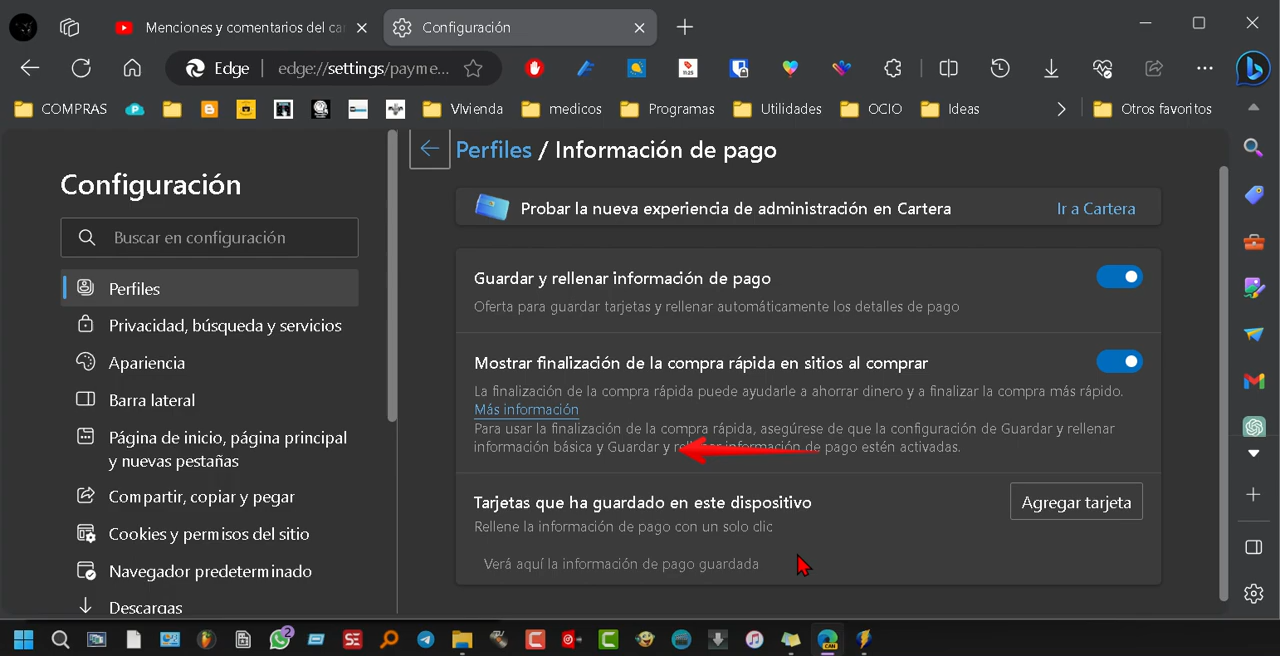 Menciones y comentarios del ca
Configuración
Edge
edge://settings/payme...
COMPRAS
VIvienda
medicos
Programas
Utilidades
OCIO
Ideas
Otros favoritos
Configuración
Buscar en configuración
Perfiles
Privacidad, búsqueda y servicios
Apariencia
Barra lateral
Página de inicio, página principal
y nuevas pestañas
Compartir, copiar y pegar
Cookies y permisos del sitio
Navegador predeterminado
Descargas
Perfiles / Información de pago
Probar la nueva experiencia de administración en Cartera
Ir a Cartera
Guardar y rellenar información de pago
Oferta para guardar tarjetas y rellenar automáticamente los detalles de pago
Mostrar finalización de la compra rápida en sitios al comprar
La finalización de la compra rápida puede ayudarle a ahorrar dinero y a finalizar la compra más rápido.
Más información
Para usar la finalización de la compra rápida, asegúrese de que la configuración de Guardar y rellenar
información básica y Guardar y rellenar información de pago estén activadas.
Tarjetas que ha guardado en este dispositivo
Agregar tarjeta
Rellene la información de pago con un solo clic
Verá aquí la información de pago guardada
2
SE
CAN